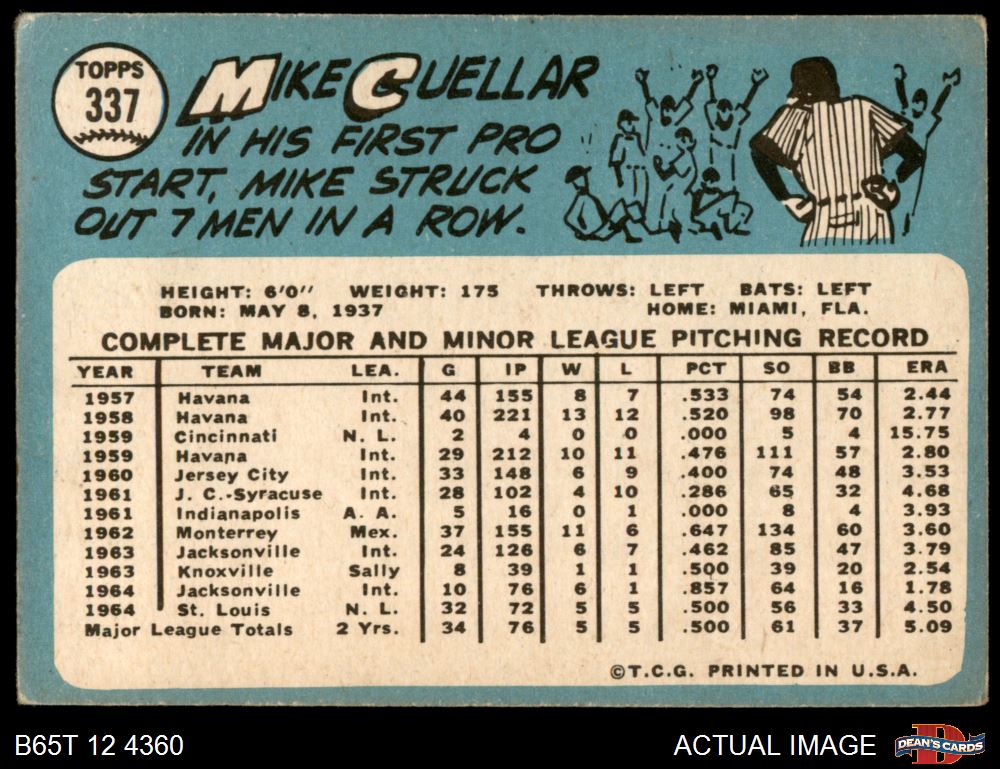 TOPPS
337
MIKE CUELLAR
IN HIS FIRST PRO
START, MIKE STRUCK
OUT 7 MEN IN A ROW.
HEIGHT: 6'0" WEIGHT: 175 THROWS: LEFT BATS: LEFT
BORN: MAY 8, 1937 HOME: MIAMI, FLA.
COMPLETE MAJOR AND MINOR LEAGUE PITCHING RECORD
YEAR TEAM LEA. G IP W L PCT SO BB ERA
1957 Havana Int. 44 155 8 7 .533 74 54 2.44
1958 Havana Int. 40 221 13 12 .520 98 70 2.77
1959 Cincinnati N. L. 2 4 0 0 .000 5 4 15.75
1959 Havana Int. 29 212 10 11 .476 111 57 2.80
1960 Jersey City Int. 33 148 6 9 .400 74 48 3.53
1961 J. C.-Syracuse Int. 28 102 4 10 .286 65 32 4.68
1961 Indianapolis A. A. 5 16 0 1 .000 8 4 3.93
1962 Monterrey Mex. 37 155 11 6 .647 134 60 3.60
1963 Jacksonville Int. 24 126 6 7 .462 85 47 3.79
1963 Knoxville Sally 8 39 1 1 .500 39 20 2.54
1964 Jacksonville Int. 10 76 6 1 .857 64 16 1.78
1964 St. Louis N. L. 32 72 5 5 .500 56 33 4.50
Major League Totals 2 Yrs. 34 76 5 5 .500 61 37 5.09
©T.C.G. PRINTED IN U.S.A.
B65T 12 4360 ACTUAL IMAGE DEAN'S CARDS